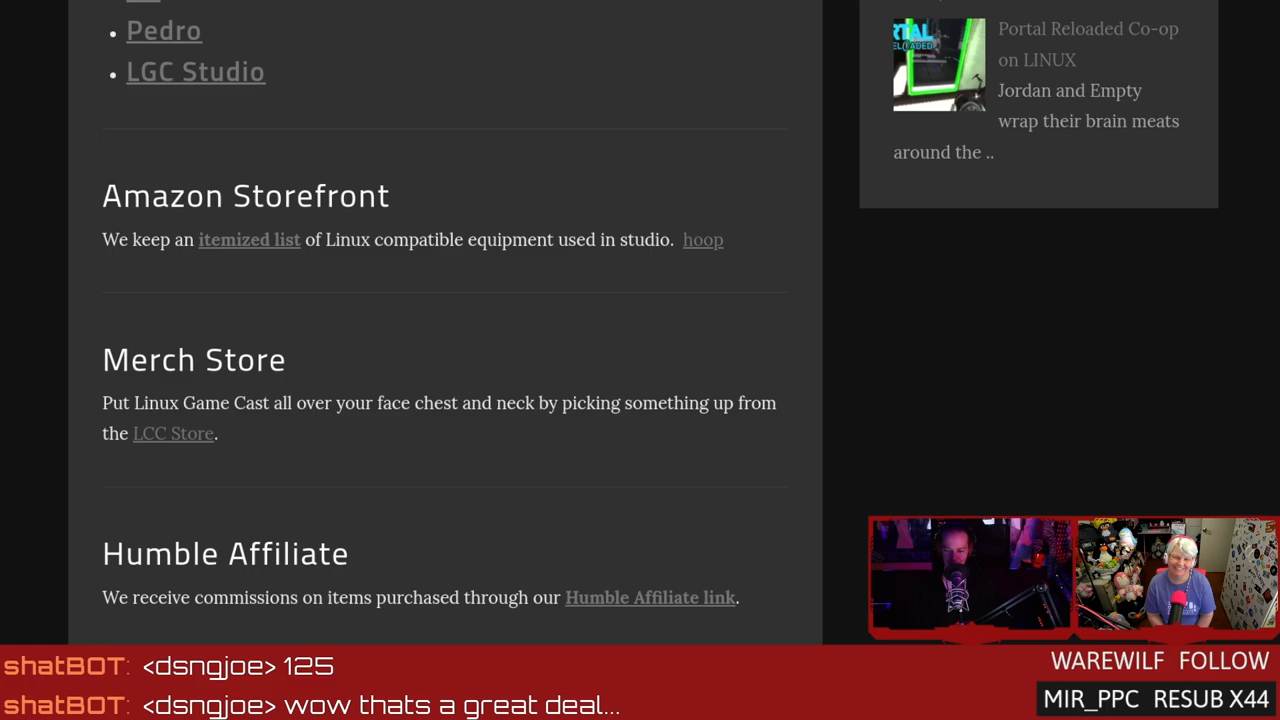 Pedro
LGC Studio
Amazon Storefront
We keep an itemized list of Linux compatible equipment used in studio. hoop
Merch Store
Put Linux Game Cast all over your face chest and neck by picking something up from
the LCC Store.
Humble Affiliate
We receive commissions on items purchased through our Humble Affiliate link.
Portal Reloaded Co-op
on LINUX
Jordan and Empty
wrap their brain meats
around the ..
shatBOT: <dsngjoe> 125
shatBOT: <dsngjoe> wow thats a great deal...
WAREWILF FOLLOW
MIR_PPC RESUB X44